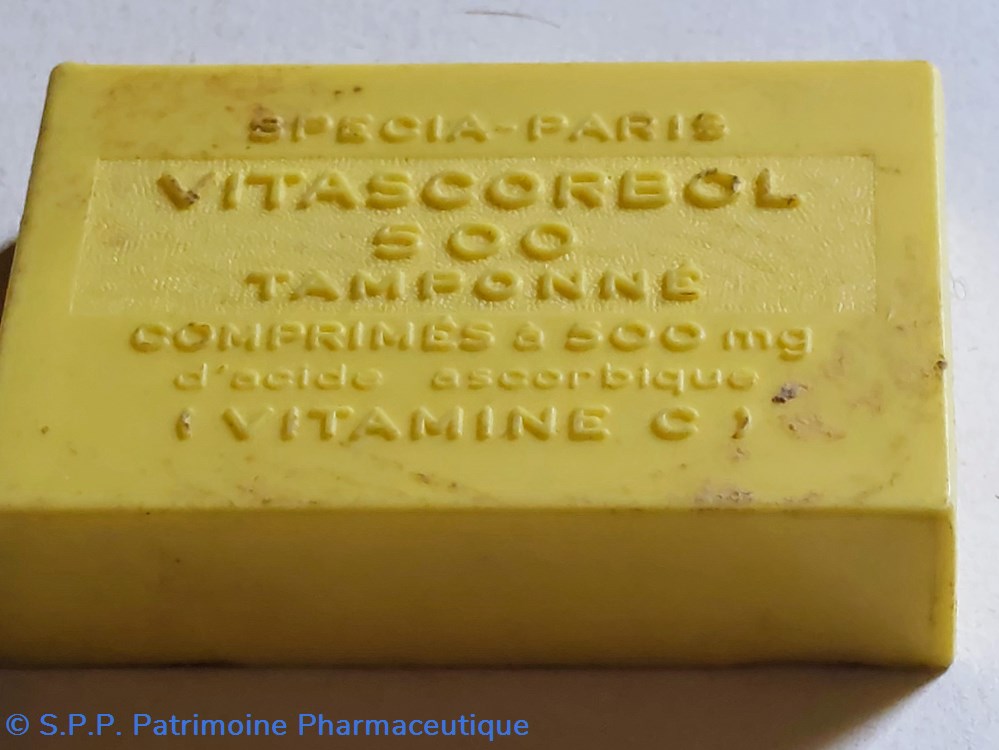 SPECIA-PARIS
VITASCORBOL
500
TAMPONNÉ
COMPRIMÉS à 500 mg
d'acide ascorbique
(VITAMINE C)
© S.P.P. Patrimoine Pharmaceutique